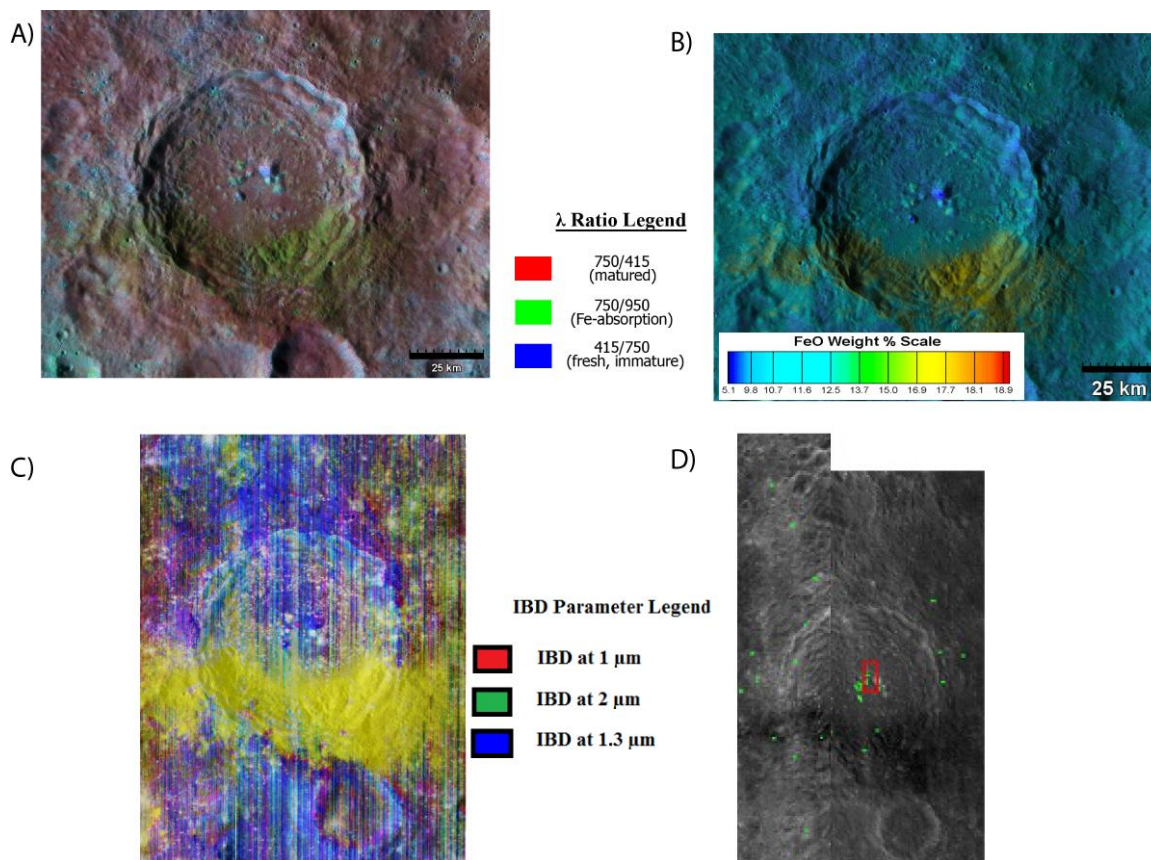 A)
B)
λ Ratio Legend
750/415
(matured)
750/950
(Fe-absorption)
415/750
(fresh, immature)
25 km
FeO Weight % Scale
5.1 9.8 10.7 11.6 12.5 13.7 15.0 16.9 17.7 18.1 18.9
25 km
C)
D)
IBD Parameter Legend
IBD at 1 µm
IBD at 2 µm
IBD at 1.3 µm